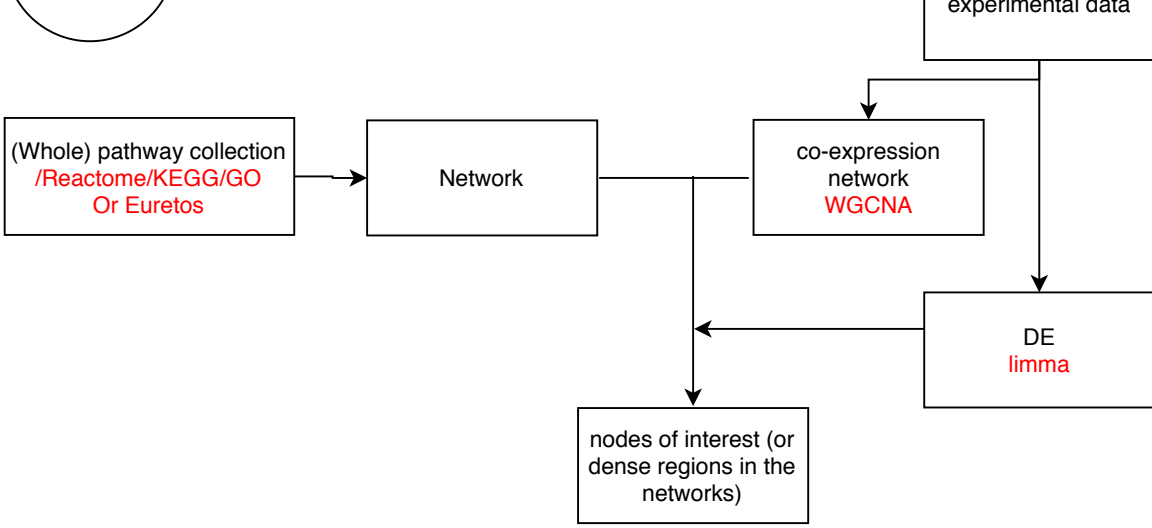 experimental data
(Whole) pathway collection
/Reactome/KEGG/GO
Or Euretos
Network
co-expression
network
WGCNA
DE
limma
nodes of interest (or
dense regions in the
networks)